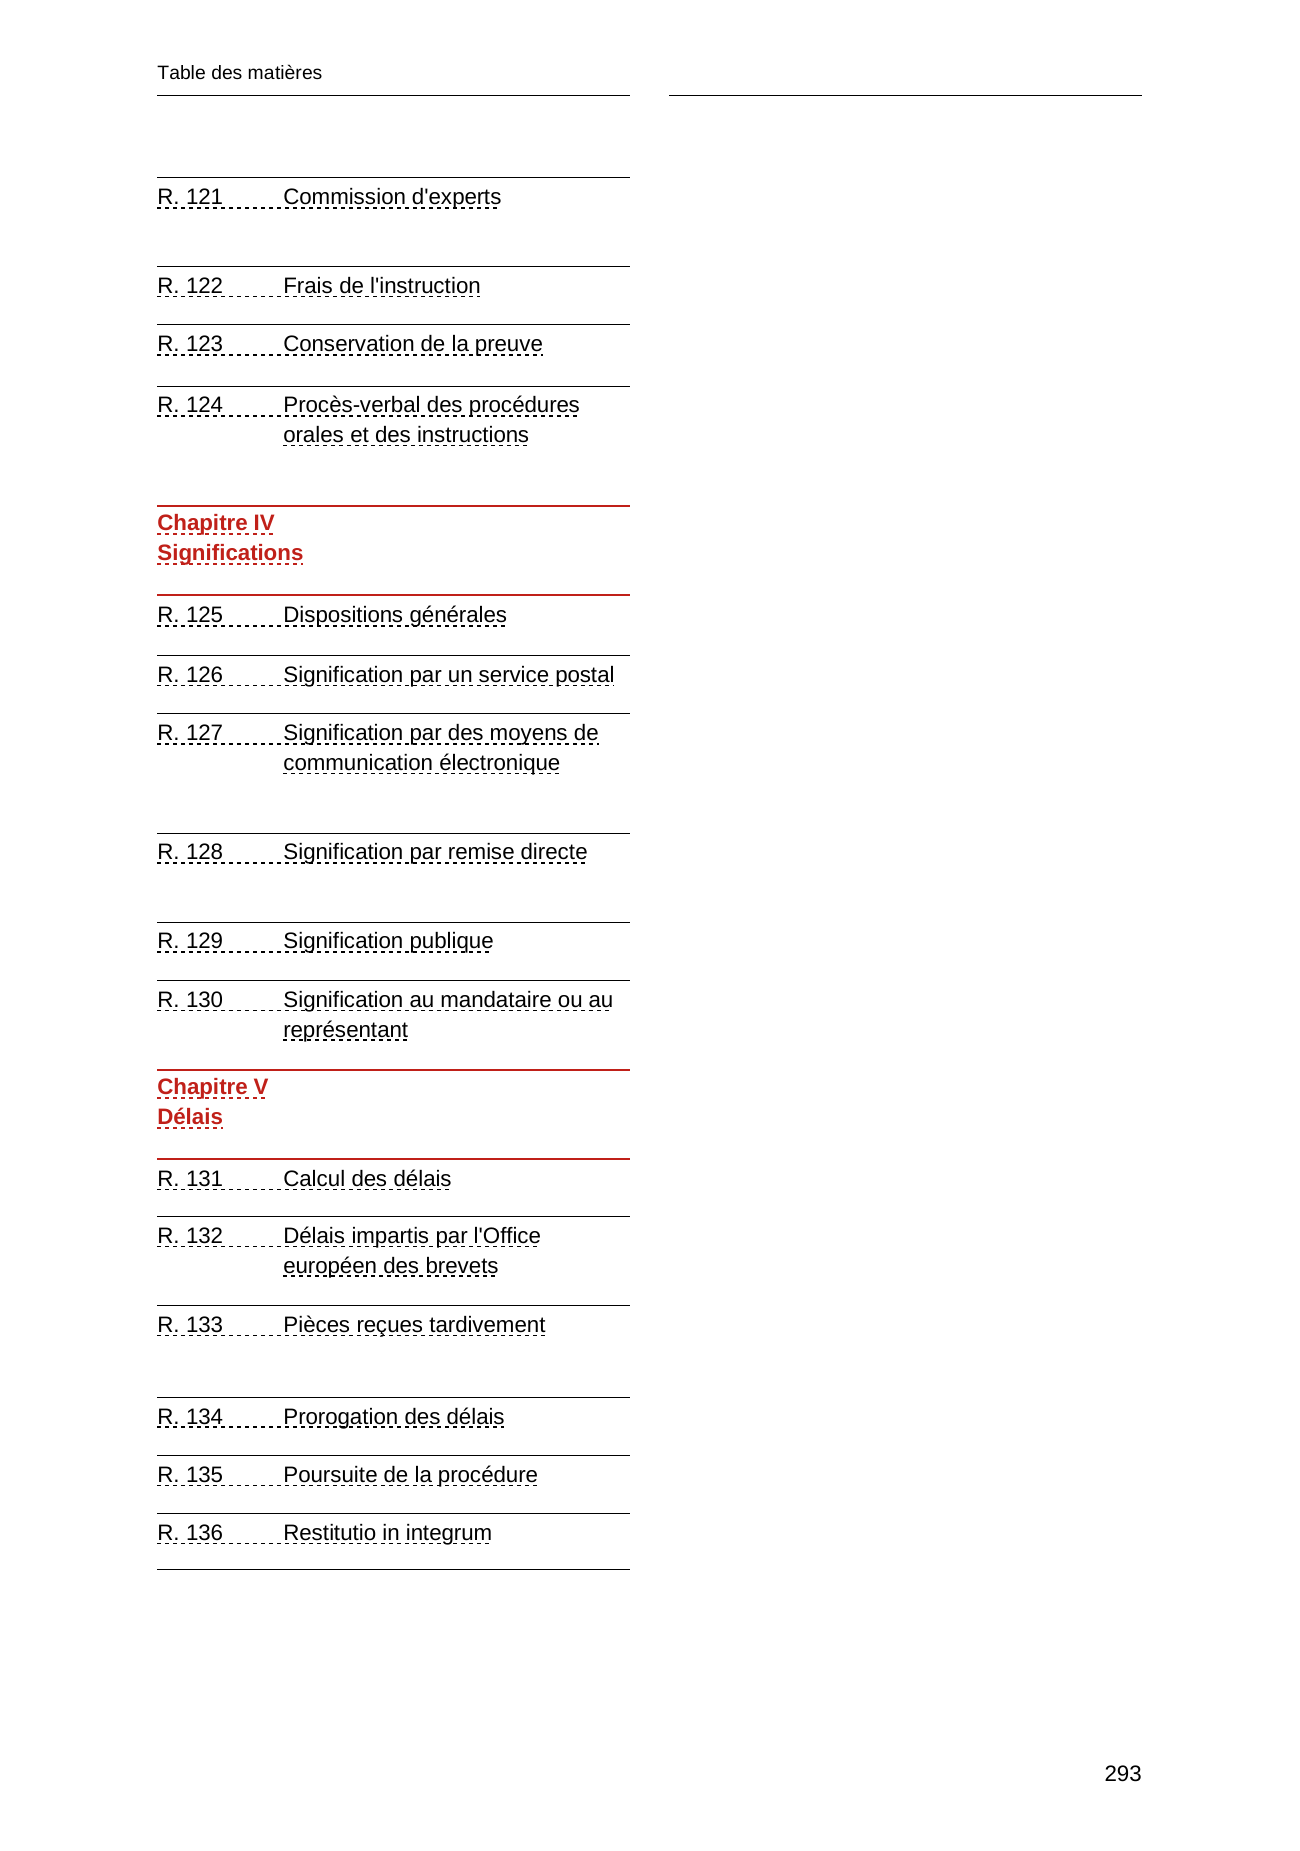 Table des matières
R. 121 Commission d'experts
R. 122 Frais de l'instruction
R. 123 Conservation de la preuve
R. 124 Procès-verbal des procédures
orales et des instructions
Chapitre IV
Significations
R. 125 Dispositions générales
R. 126 Signification par un service postal
R. 127 Signification par des moyens de
communication électronique
R. 128 Signification par remise directe
R. 129 Signification publique
R. 130 Signification au mandataire ou au
représentant
Chapitre V
Délais
R. 131 Calcul des délais
R. 132 Délais impartis par l'Office
européen des brevets
R. 133 Pièces reçues tardivement
R. 134 Prorogation des délais
R. 135 Poursuite de la procédure
R. 136 Restitutio in integrum
293